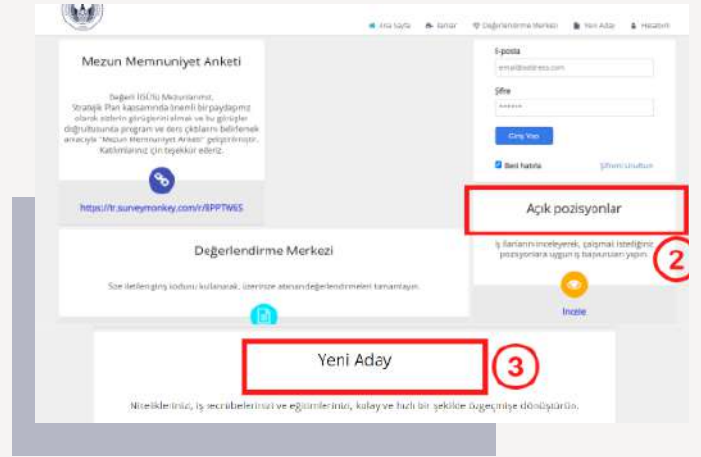 Ana Sayfa İlanlar Değerlendirme Merkezi Yeni Aday Hesabım
Mezun Memnuniyet Anketi
Değerli İSÜ'lü Mezunlarımız,
Stratejik Plan kapsamında önemli bir paydaşımız
olarak sizlerin görüşlerini almak ve bu görüşler
doğrultusunda program ve ders çıktılarını belirlemek
amacıyla "Mezun Memnuniyet Anketi" geliştirilmiştir.
Katılımlarınız için teşekkür ederiz.
https://tr.surveymonkey.com/r/8PPTW6S
E-posta
email@address.com
Şifre
Giriş Yap
Beni hatırla
Şifremi Unuttum
Açık pozisyonlar
2
İş ilanlarını inceleyerek, çalışmak istediğiniz
pozisyonlara uygun iş başvuruları yapın.
İncele
Değerlendirme Merkezi
Size iletilen giriş kodunu kullanarak, üzerinize atanan değerlendirmeleri tamamlayın.
Yeni Aday
3
Niteliklerinizi, iş tecrübelerinizi ve eğitimlerinizi, kolay ve hızlı bir şekilde özgeçmişe dönüştürün.